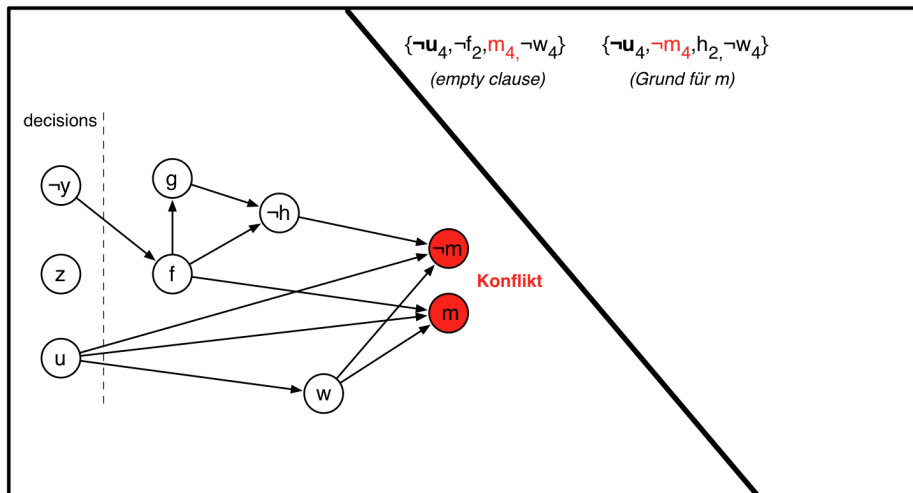 {¬u₄,¬f₂,m₄,¬w₄} {¬u₄,¬m₄,h₂,¬w₄}
(empty clause) (Grund für m)
decisions
¬y
g
¬h
¬m
z
f
Konflikt
m
u
w